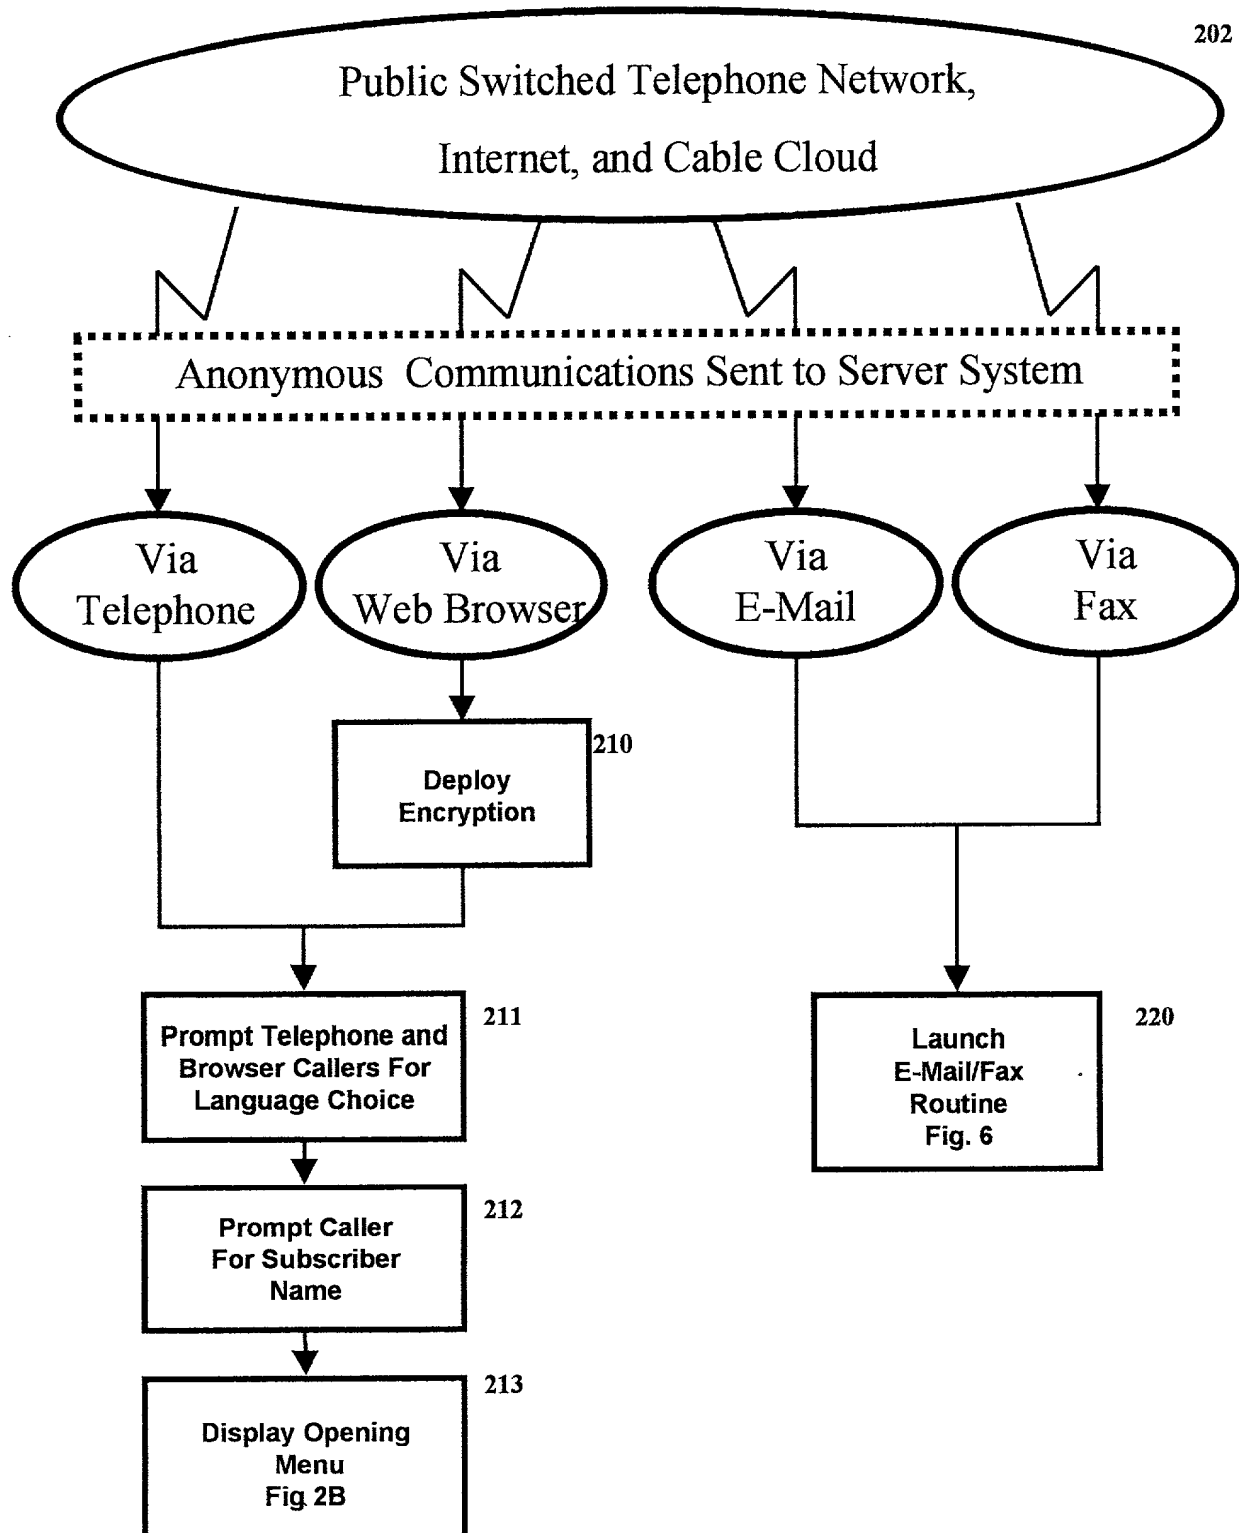 202
Public Switched Telephone Network,
Internet, and Cable Cloud
Anonymous Communications Sent to Server System
Via
Telephone
Via
Web Browser
Via
E-Mail
Via
Fax
210
Deploy
Encryption
211
Prompt Telephone and
Browser Callers For
Language Choice
220
Launch
E-Mail/Fax
Routine
Fig. 6
212
Prompt Caller
For Subscriber
Name
213
Display Opening
Menu
Fig 2B